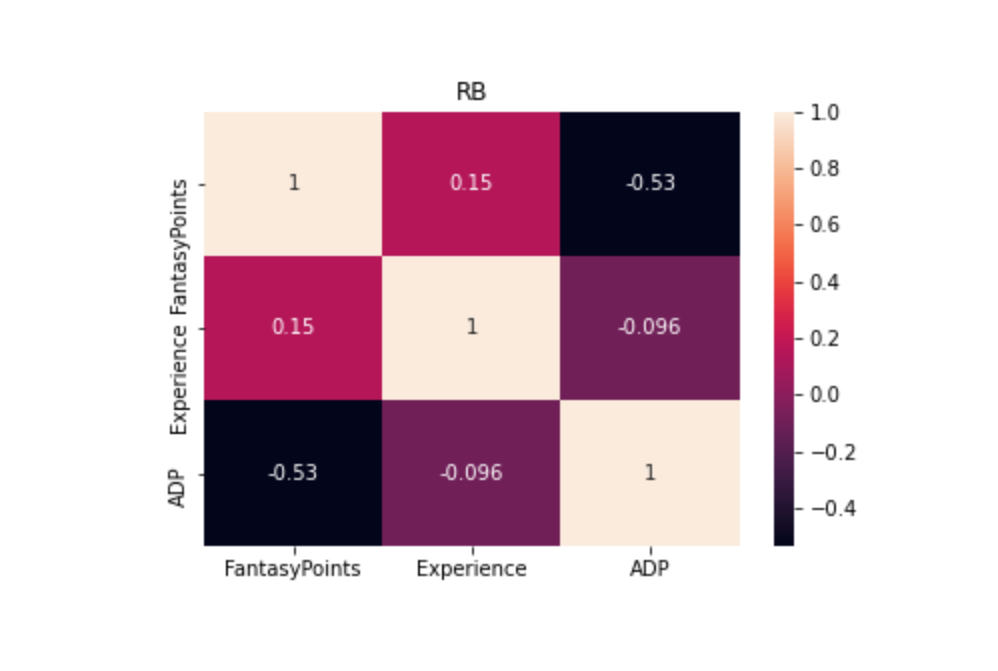 RB
FantasyPoints
1
0.15
-0.53
Experience
0.15
1
-0.096
ADP
-0.53
-0.096
1
FantasyPoints
Experience
ADP
1.0
0.8
0.6
0.4
0.2
0.0
−0.2
−0.4